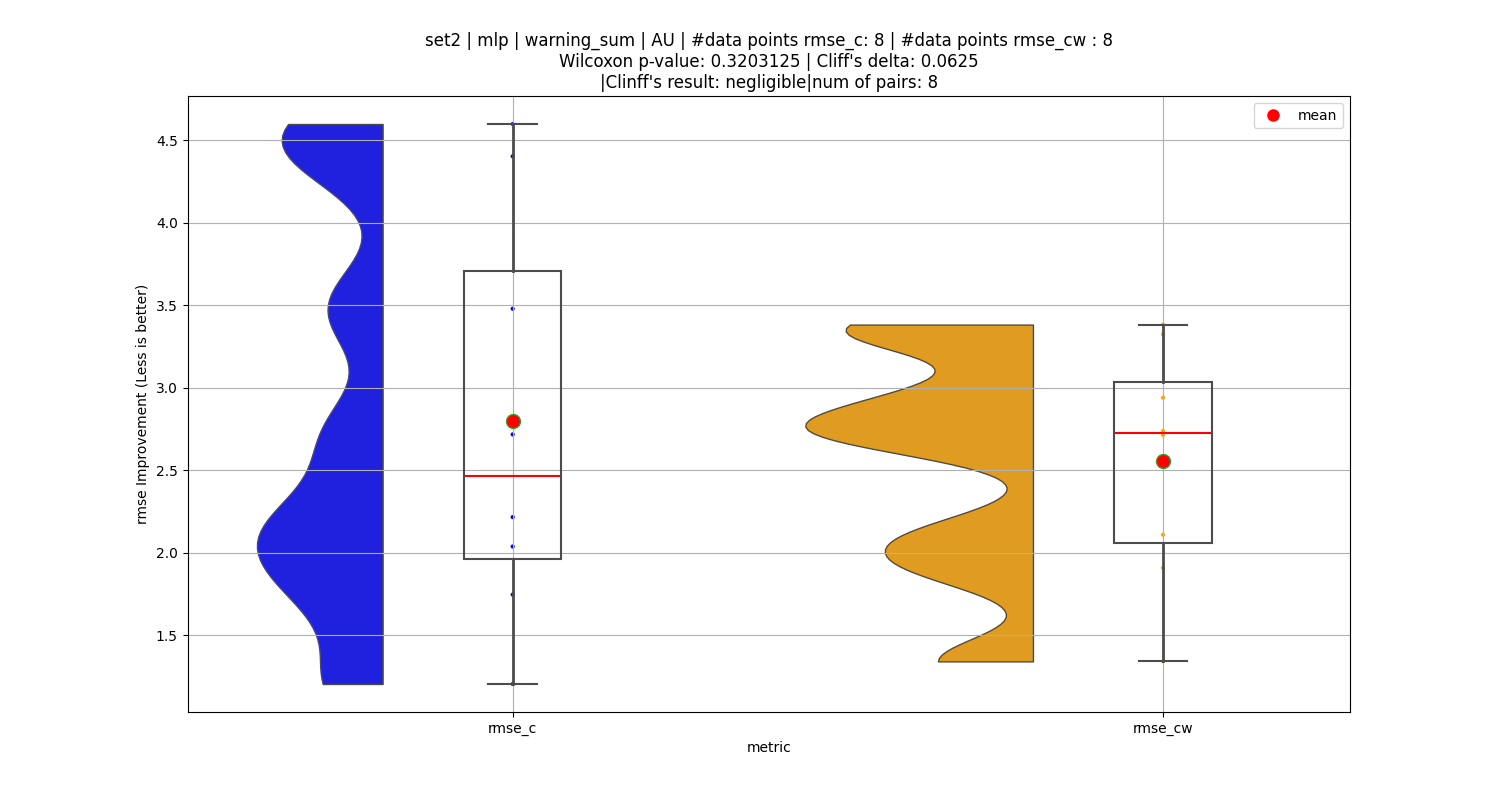 set2 | mlp | warning_sum | AU | #data points rmse_c: 8 | #data points rmse_cw : 8
Wilcoxon p-value: 0.3203125 | Cliff's delta: 0.0625
|Clinff's result: negligible|num of pairs: 8
mean
4.5
4.0
3.5
3.0
2.5
2.0
1.5
rmse Improvement (Less is better)
rmse_c
rmse_cw
metric